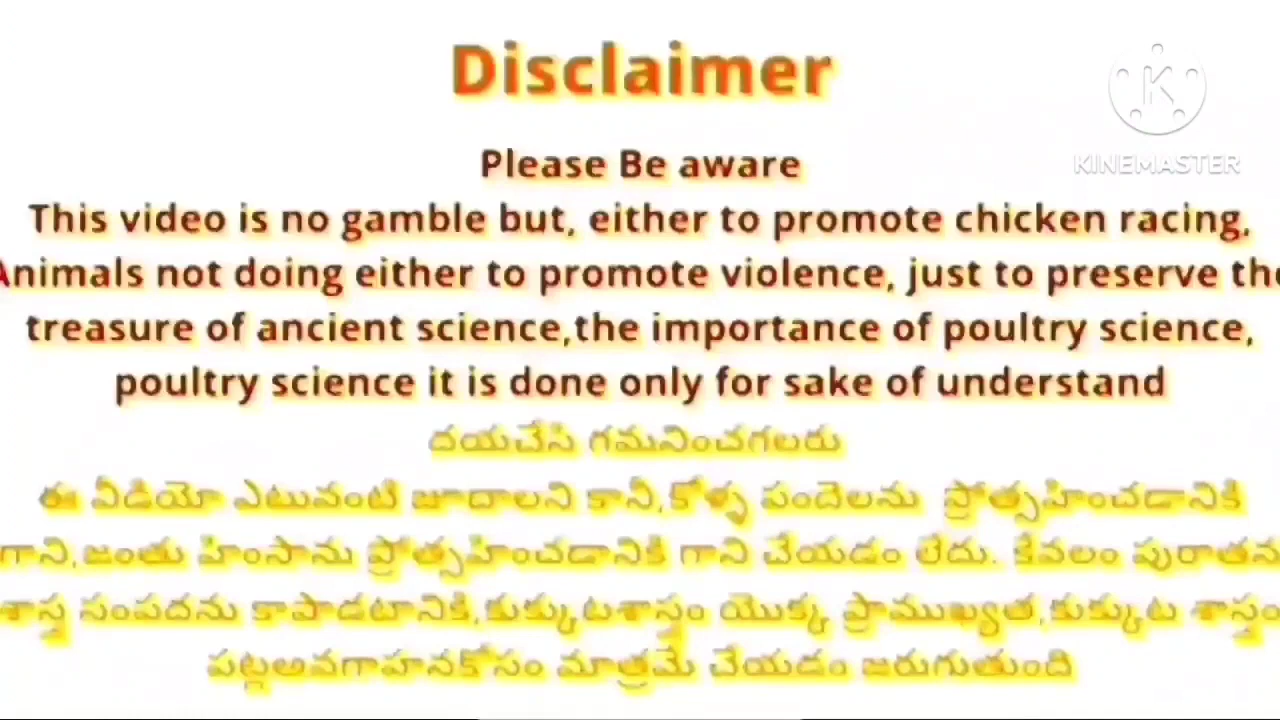 Disclaimer
KINEMASTER
Please Be aware
This video is no gamble but, either to promote chicken racing,
Animals not doing either to promote violence, just to preserve the
treasure of ancient science,the importance of poultry science,
poultry science it is done only for sake of understand
దయచేసి గమనించగలరు
ఈ వీడియో ఎటువంటి జూదాలని కాని,కోళ్ళ పందెలను ప్రోత్సహించడానికి
గాని,జంతు హింసాను ప్రోత్సహించడానికి గాని చేయడం లేదు. కేవలం పురాతన
శాస్త్ర సంపదను కాపాడటానికి,కుక్కుటశాస్త్రం యొక్క ప్రాముఖ్యత,కుక్కుట శాస్త్రం
పట్లఅవగాహనకోసం మాత్రమే చేయడం జరుగుతుంది